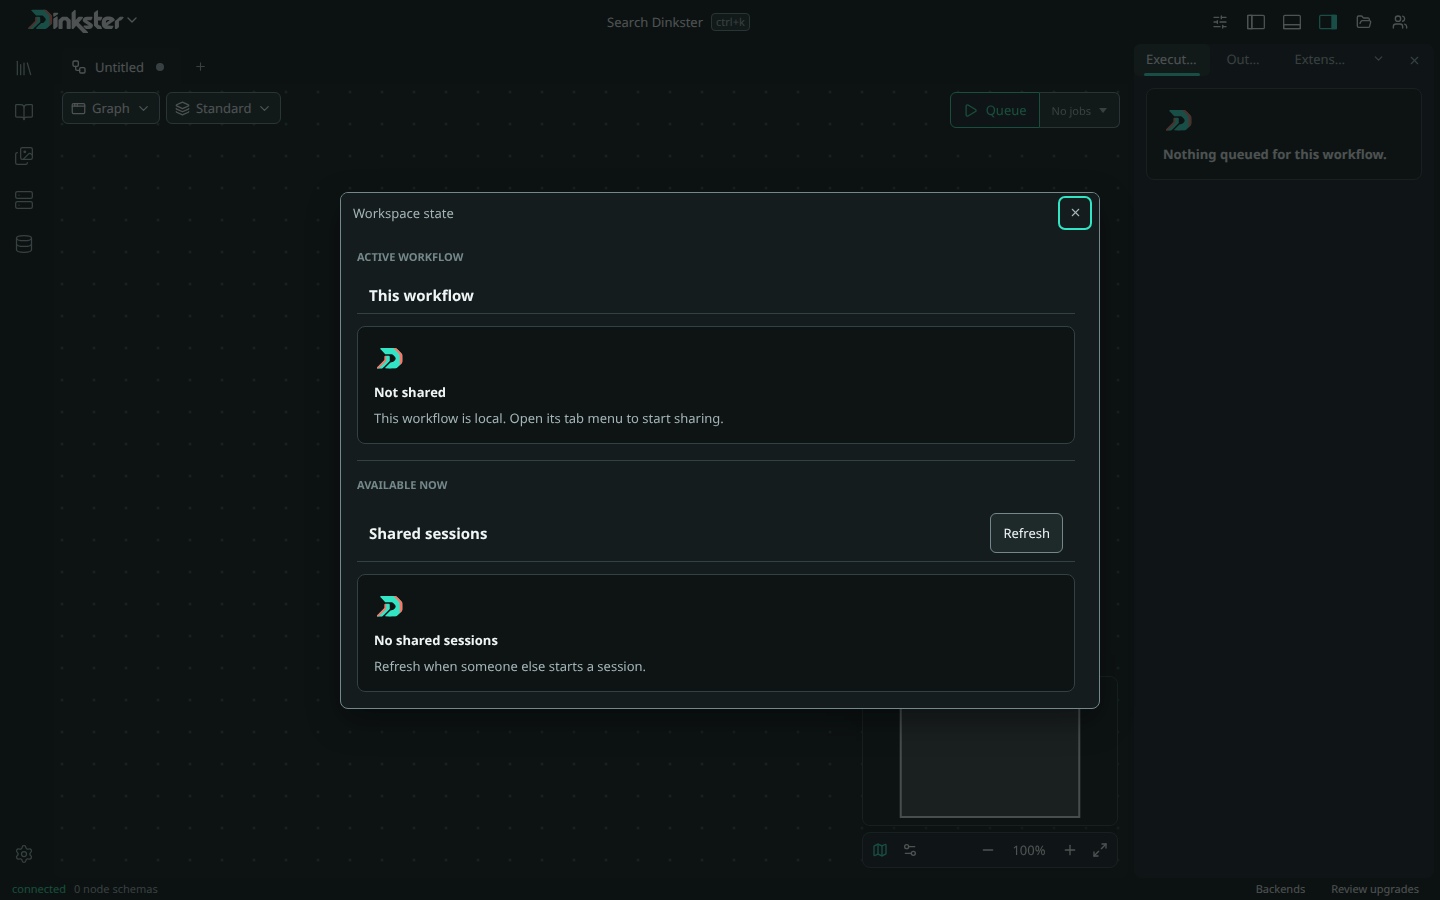 Dinkster
Search Dinkster ctrl+k
Untitled
Execut... Out... Extens...
Graph
Standard
Queue
No jobs
Nothing queued for this workflow.
Workspace state
ACTIVE WORKFLOW
This workflow
Not shared
This workflow is local. Open its tab menu to start sharing.
AVAILABLE NOW
Shared sessions
Refresh
No shared sessions
Refresh when someone else starts a session.
100%
connected 0 node schemas
Backends Review upgrades